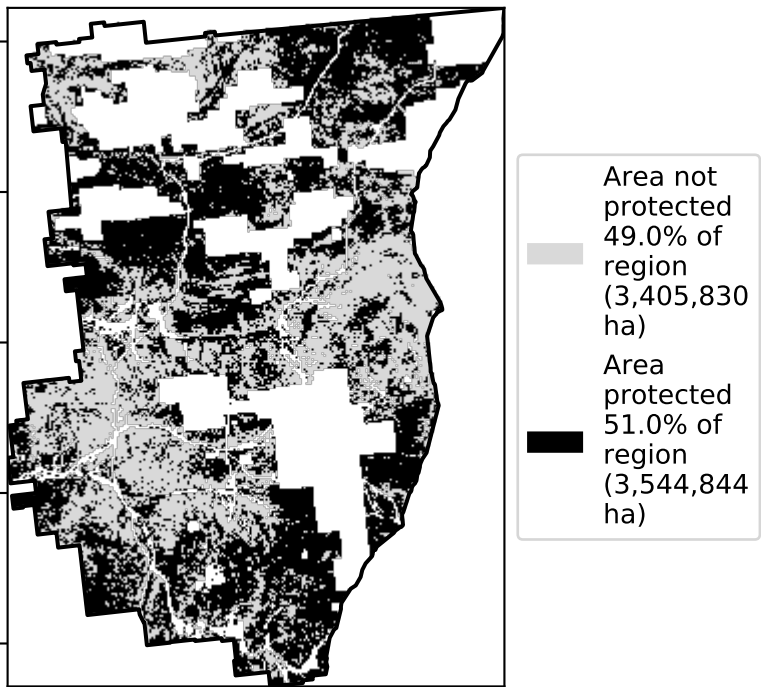 Area not
protected
49.0% of
region
(3,405,830
ha)
Area
protected
51.0% of
region
(3,544,844
ha)